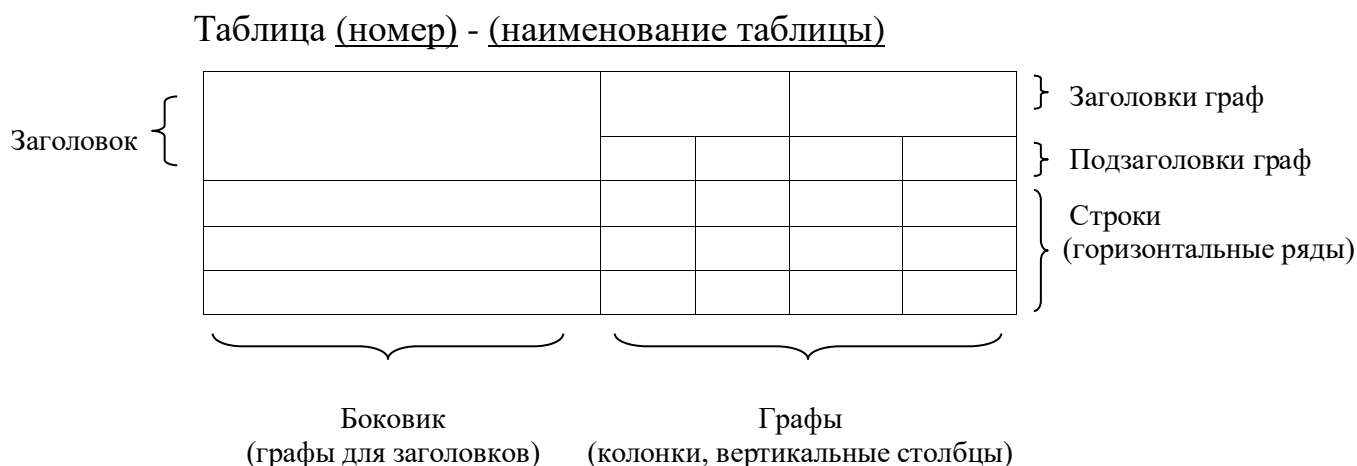 Таблица (номер) - (наименование таблицы)
Заголовки граф
Заголовок
Подзаголовки граф
Строки
(горизонтальные ряды)
Боковик
(графы для заголовков)
Графы
(колонки, вертикальные столбцы)